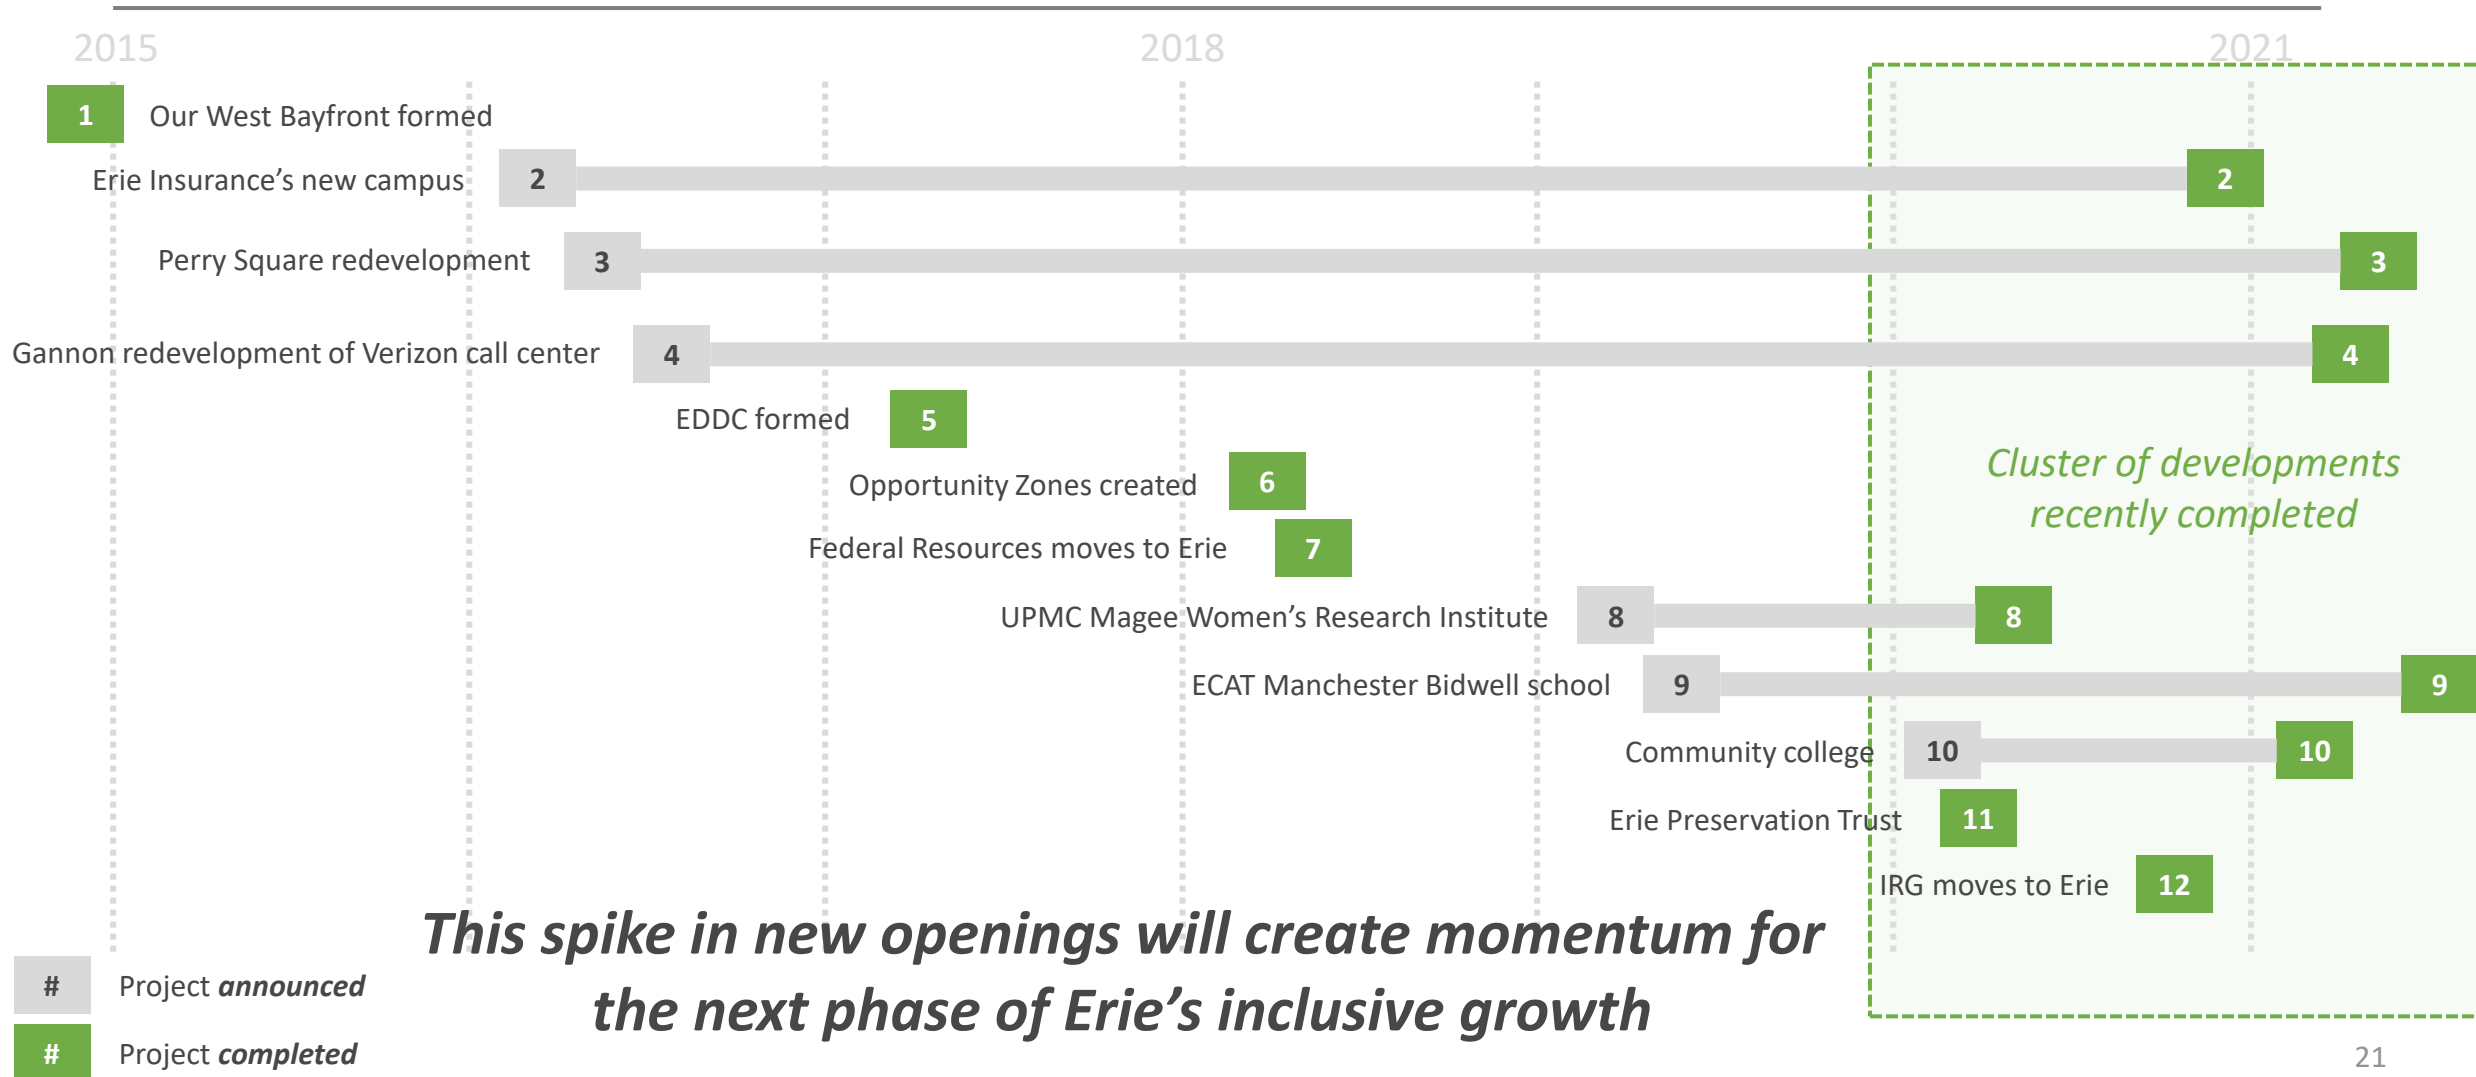 2015 2018 2021
1 Our West Bayfront formed
Erie Insurance’s new campus 2 2
Perry Square redevelopment 3 3
Gannon redevelopment of Verizon call center 4 4
EDDC formed 5
Opportunity Zones created 6
Cluster of developments
recently completed
Federal Resources moves to Erie 7
UPMC Magee Women’s Research Institute 8 8
ECAT Manchester Bidwell school 9 9
Community college 10 10
Erie Preservation Trust 11
IRG moves to Erie 12
This spike in new openings will create momentum for
the next phase of Erie’s inclusive growth
# Project announced
# Project completed
21